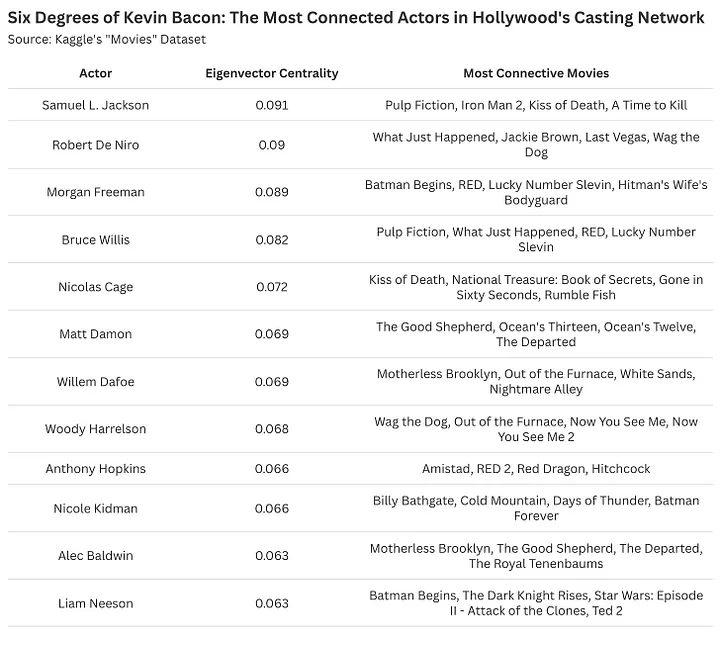 Six Degrees of Kevin Bacon: The Most Connected Actors in Hollywood's Casting Network
Source: Kaggle's "Movies" Dataset
Actor Eigenvector Centrality Most Connective Movies
Samuel L. Jackson 0.091 Pulp Fiction, Iron Man 2, Kiss of Death, A Time to Kill
Robert De Niro 0.09 What Just Happened, Jackie Brown, Last Vegas, Wag the
Dog
Morgan Freeman 0.089 Batman Begins, RED, Lucky Number Slevin, Hitman's Wife's
Bodyguard
Bruce Willis 0.082 Pulp Fiction, What Just Happened, RED, Lucky Number
Slevin
Nicolas Cage 0.072 Kiss of Death, National Treasure: Book of Secrets, Gone in
Sixty Seconds, Rumble Fish
Matt Damon 0.069 The Good Shepherd, Ocean's Thirteen, Ocean's Twelve,
The Departed
Willem Dafoe 0.069 Motherless Brooklyn, Out of the Furnace, White Sands,
Nightmare Alley
Woody Harrelson 0.068 Wag the Dog, Out of the Furnace, Now You See Me, Now
You See Me 2
Anthony Hopkins 0.066 Amistad, RED 2, Red Dragon, Hitchcock
Nicole Kidman 0.066 Billy Bathgate, Cold Mountain, Days of Thunder, Batman
Forever
Alec Baldwin 0.063 Motherless Brooklyn, The Good Shepherd, The Departed,
The Royal Tenenbaums
Liam Neeson 0.063 Batman Begins, The Dark Knight Rises, Star Wars: Episode
II - Attack of the Clones, Ted 2